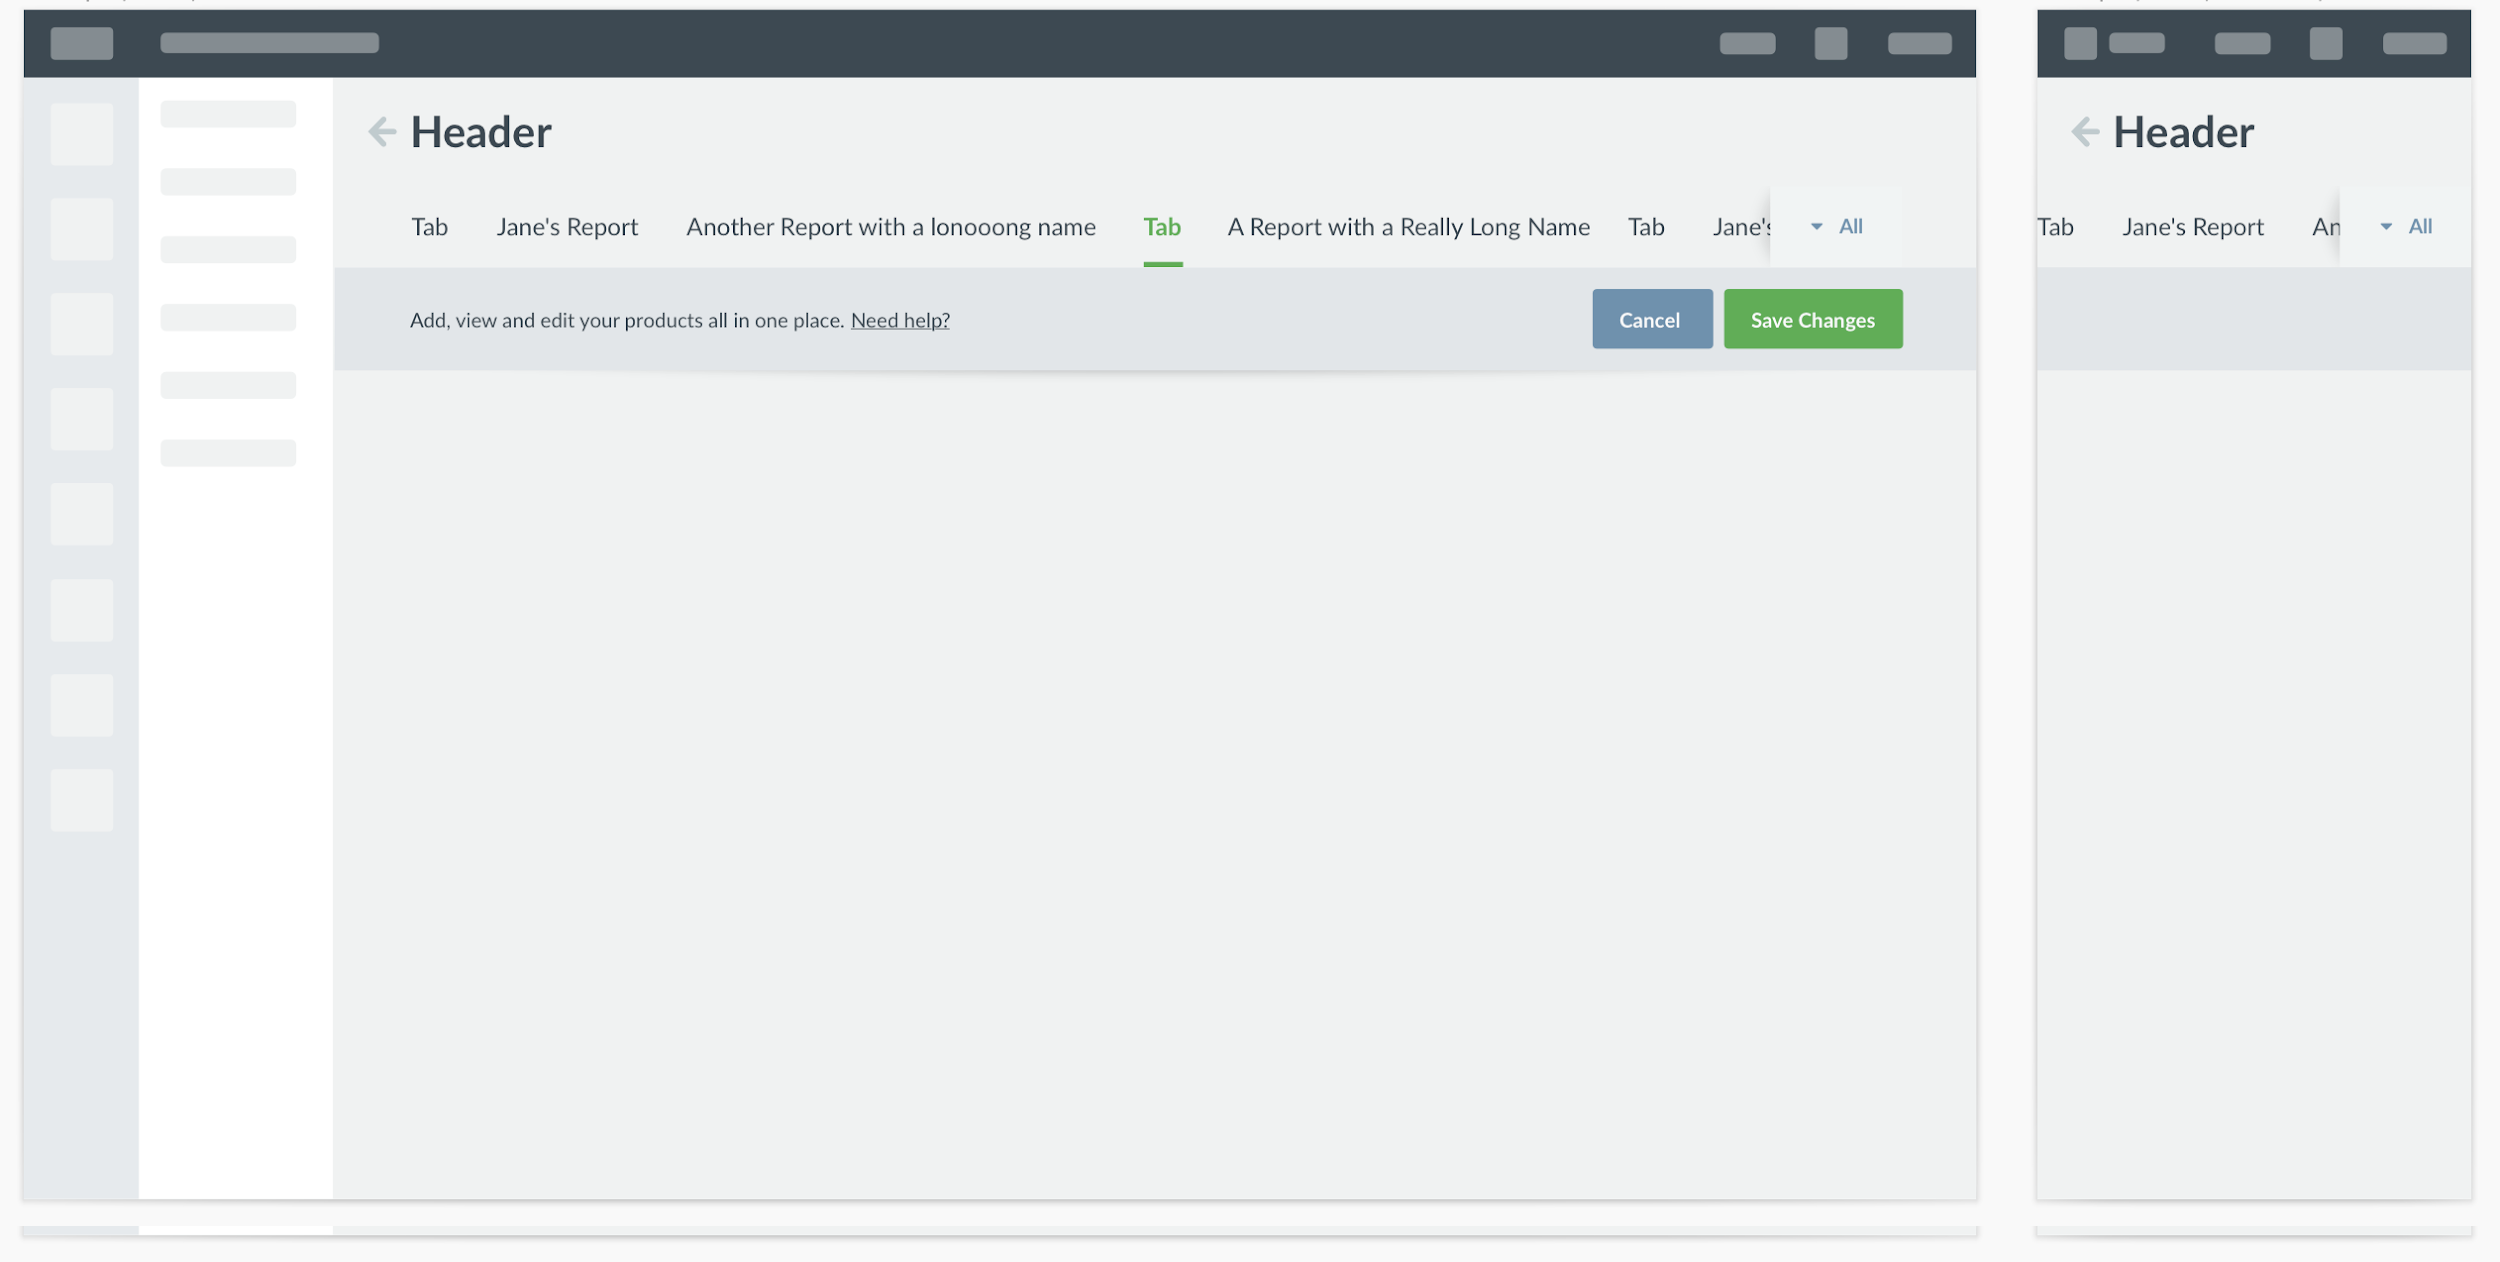 Header
Tab Jane's Report Another Report with a lonoooong name Tab A Report with a Really Long Name Tab Jane's All
Add, view and edit your products all in one place. Need help? Cancel Save Changes
Header
Tab Jane's Report An All